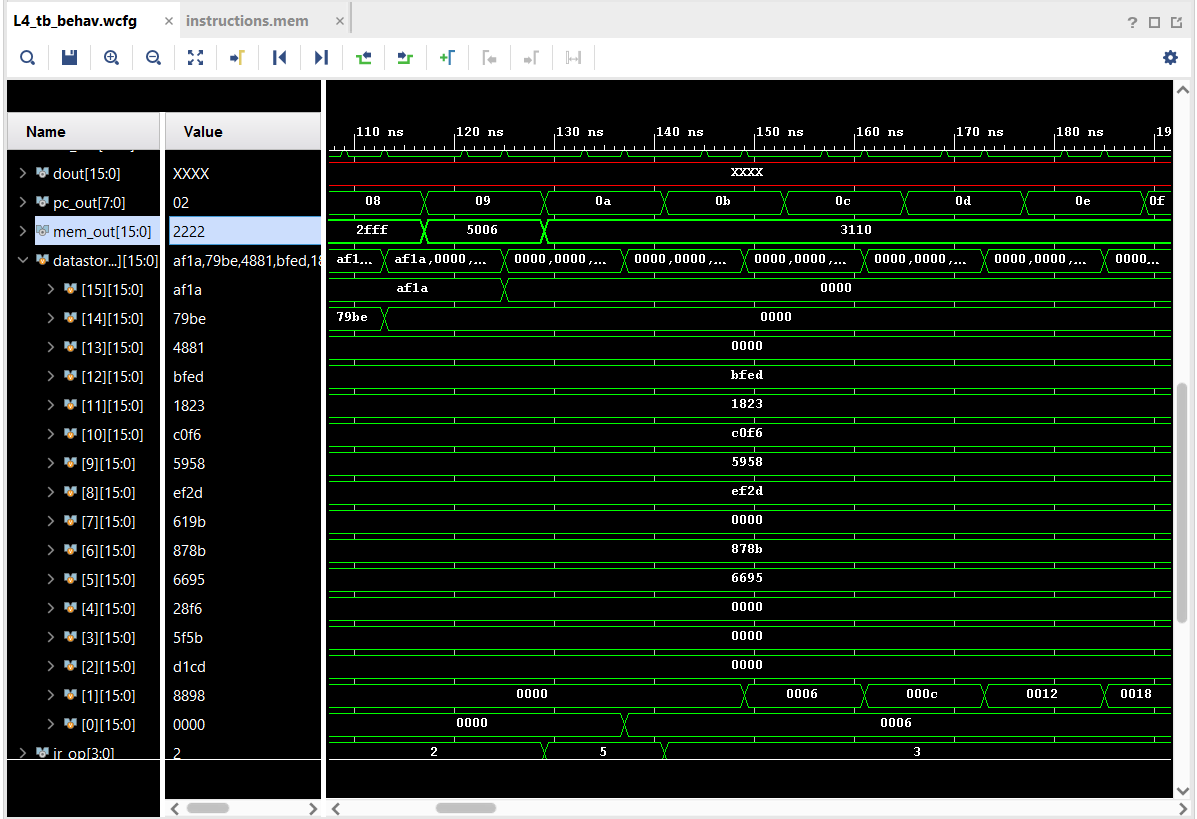 L4_tb_behav.wcfg × instructions.mem ×
?
Name Value
110 ns 120 ns 130 ns 140 ns 150 ns 160 ns 170 ns 180 ns 19
dout[15:0] XXXX XXXX
pc_out[7:0] 02 08 09 0a 0b 0c 0d 0e 0f
mem_out[15:0] 2222 2fff 5006 3110
datastor...][15:0] af1a,79be,4881,bfed,18 af1... af1a,0000,... 0000,0000,... 0000,0000,... 0000,0000,... 0000,0000,... 0000,0000,... 0000...
[15][15:0] af1a af1a 0000
[14][15:0] 79be 79be 0000
[13][15:0] 4881 0000
[12][15:0] bfed bfed
[11][15:0] 1823 1823
[10][15:0] c0f6 c0f6
[9][15:0] 5958 5958
[8][15:0] ef2d ef2d
[7][15:0] 619b 0000
[6][15:0] 878b 878b
[5][15:0] 6695 6695
[4][15:0] 28f6 0000
[3][15:0] 5f5b 0000
[2][15:0] d1cd 0000
[1][15:0] 8898 0000 0006 000c 0012 0018
[0][15:0] 0000 0000 0006
ir_op[3:0] 2 2 5 3